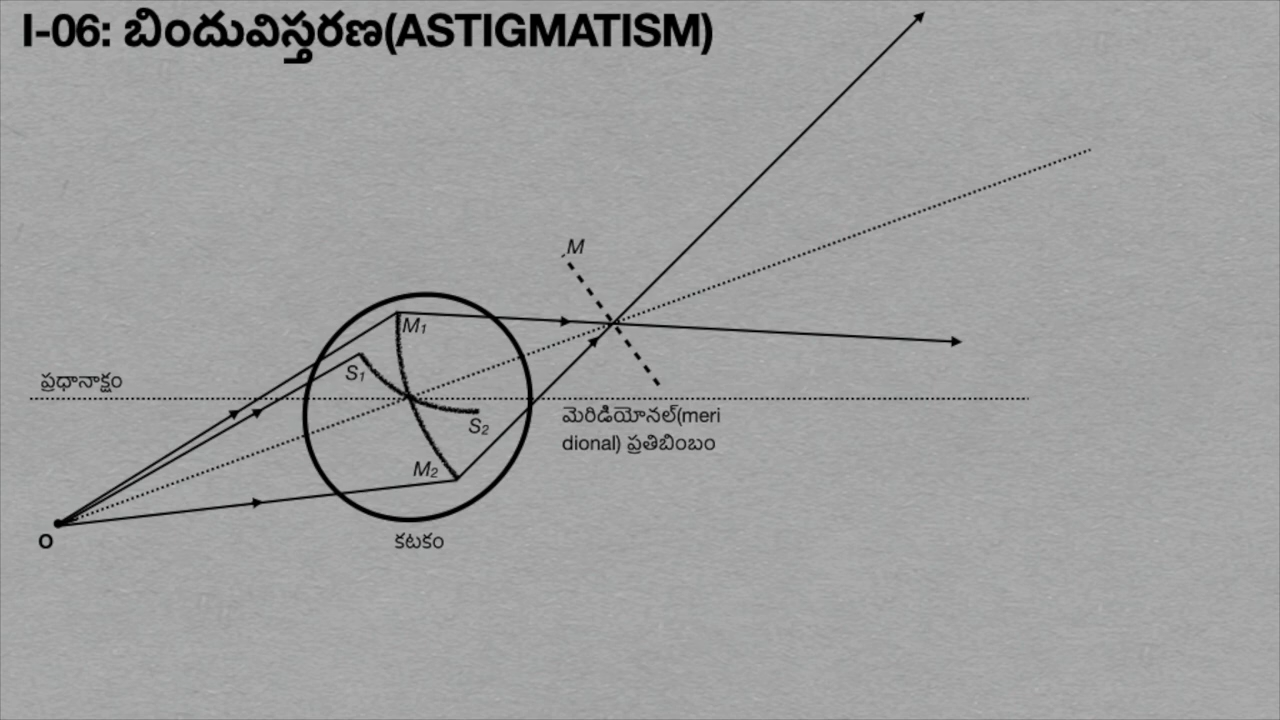 I-06: బిందువిస్తరణ(ASTIGMATISM)
M
M1
ప్రధానాక్షం
S1
మెరిడియోనల్(meri
dional) ప్రతిబింబం
S2
M2
O
కటకం